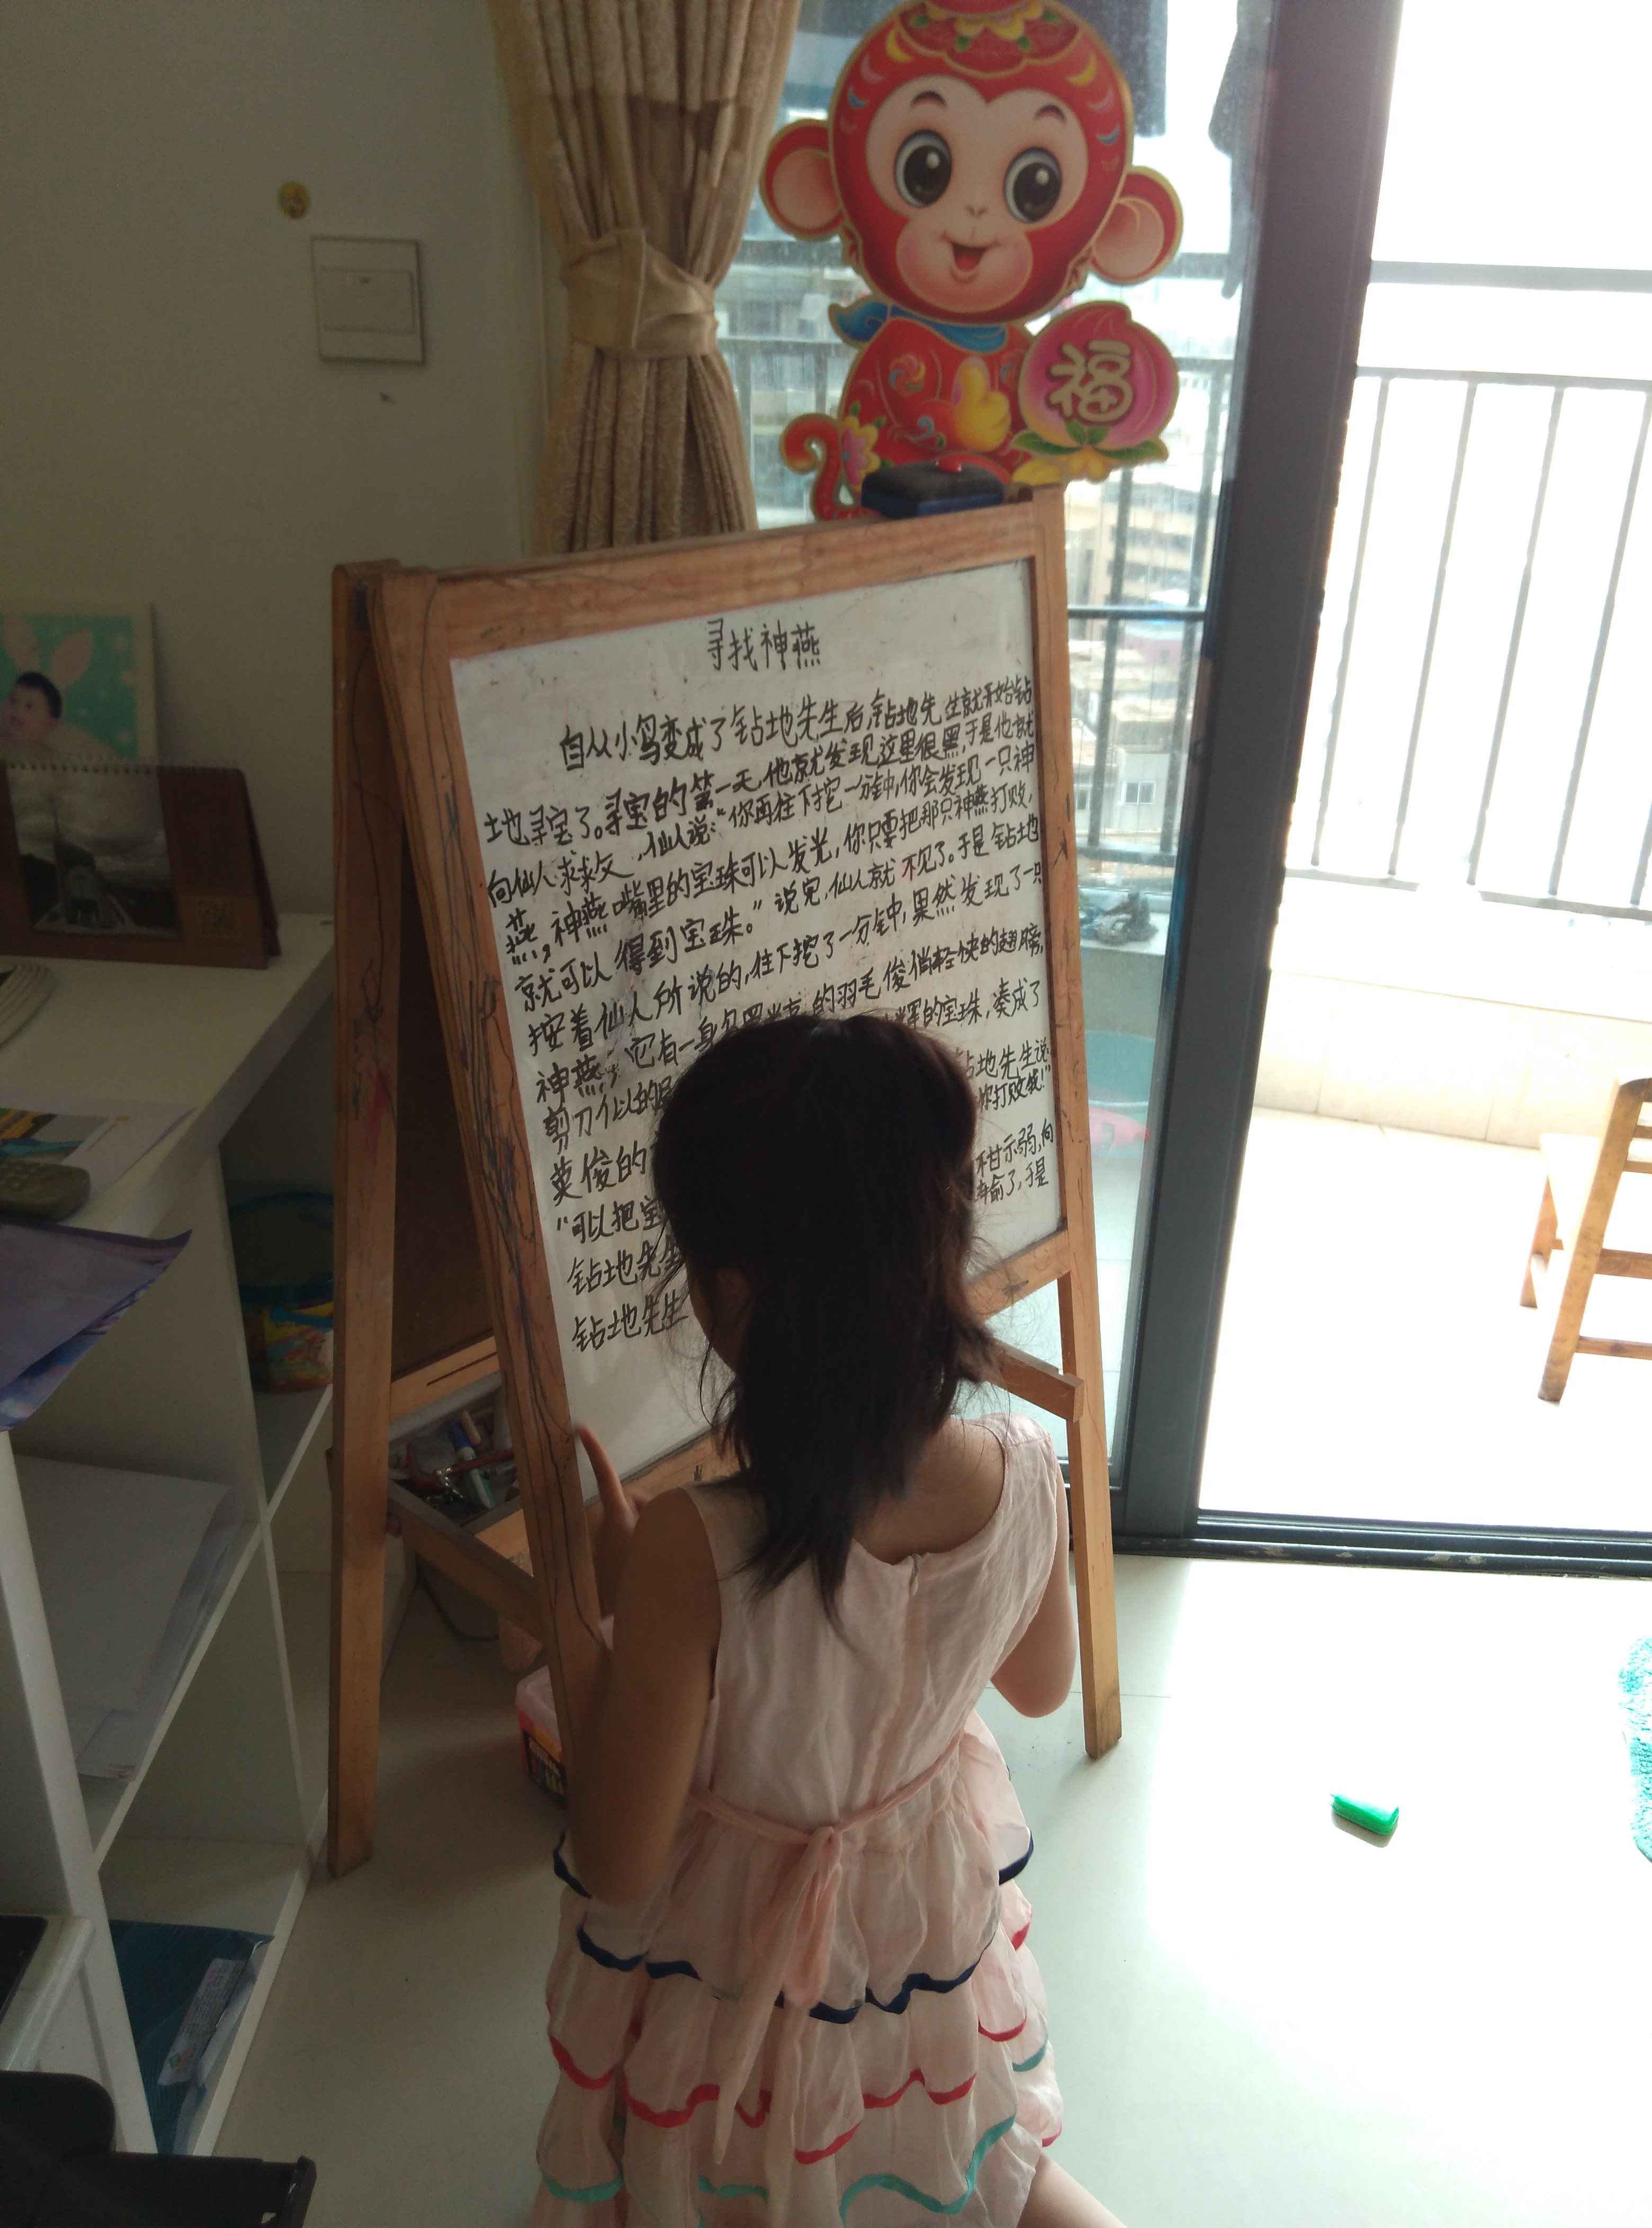 福
寻找神燕
自从小鸟变成了钻地先生后,钻地先生就开始钻
地寻宝了。寻宝的第一天,他就发现这里很黑,于是他就
向仙人求救,仙人说:“你再往下挖一分钟,你会发现一只神
燕,神燕嘴里的宝珠可以发光,你只要把那只神燕打败,
就可以得到宝珠。”说完,仙人就不见了。于是钻地
按着仙人所说的,往下挖了一分钟,果然发现了一只
神燕,它有一身乌黑光亮的羽毛俊俏轻快的翅膀,
剪刀似的尾 辉的宝珠,凑成了
英俊的 钻地先生说:
“可以把宝 你打败我!”
钻地先生 不甘示弱,向
钻地先生 输了,于是